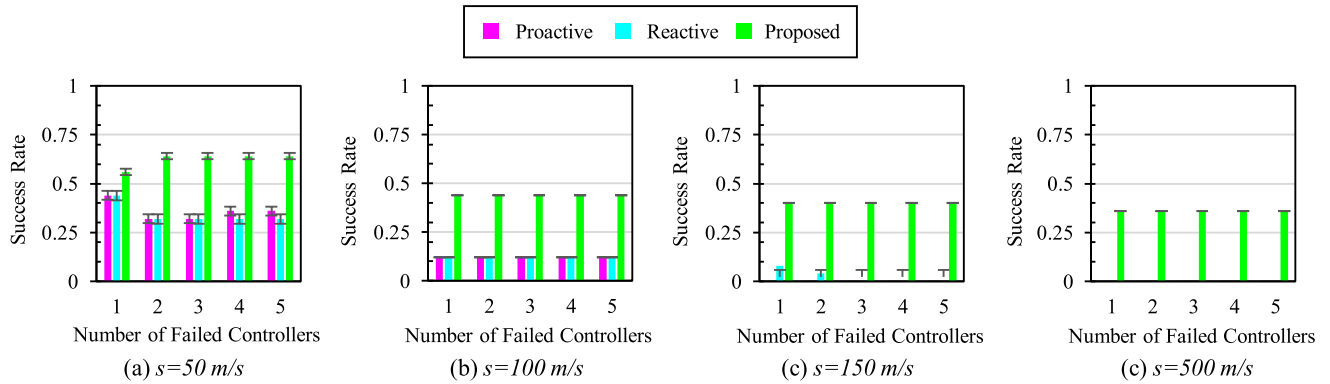 Proactive Reactive Proposed
1
0.75
0.5
0.25
0
Success Rate
1 2 3 4 5
Number of Failed Controllers
(a) s=50 m/s
1
0.75
0.5
0.25
0
Success Rate
1 2 3 4 5
Number of Failed Controllers
(b) s=100 m/s
1
0.75
0.5
0.25
0
Success Rate
1 2 3 4 5
Number of Failed Controllers
(c) s=150 m/s
1
0.75
0.5
0.25
0
Success Rate
1 2 3 4 5
Number of Failed Controllers
(c) s=500 m/s